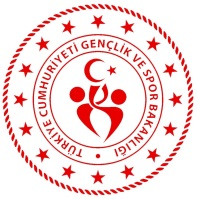 TÜRKİYE CUMHURİYETİ GENÇLİK VE SPOR BAKANLIĞI